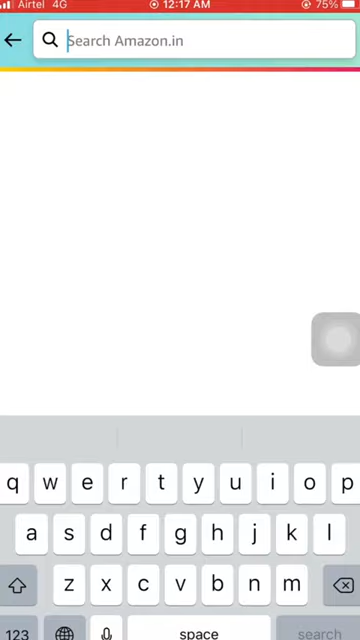 Airtel 4G 12:17 AM 75%
Search Amazon.in
q w e r t y u i o p
a s d f g h j k l
z x c v b n m
123 space search